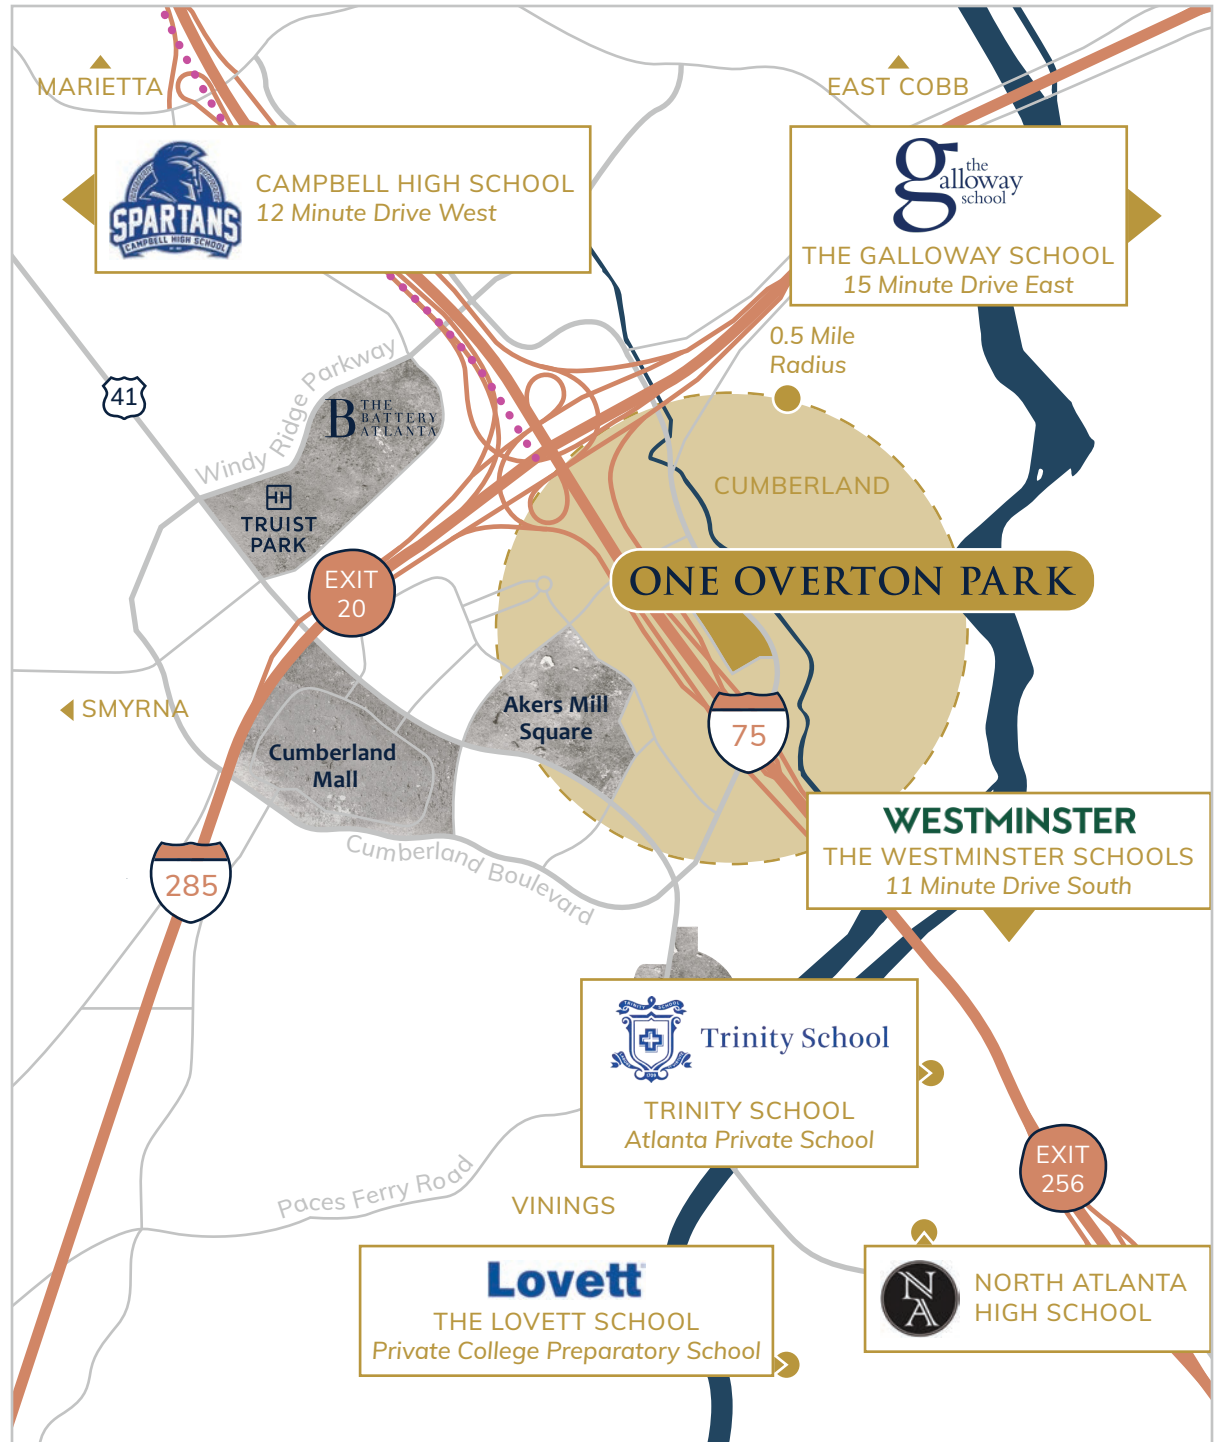 MARIETTA
EAST COBB
SPARTANS
CAMPBELL HIGH SCHOOL
CAMPBELL HIGH SCHOOL
12 Minute Drive West
the
galloway
school
THE GALLOWAY SCHOOL
15 Minute Drive East
0.5 Mile
Radius
41
Windy Ridge Parkway
B THE
BATTERY
ATLANTA
TRUIST
PARK
CUMBERLAND
EXIT
20
ONE OVERTON PARK
SMYRNA
Akers Mill
Square
75
Cumberland
Mall
Cumberland Boulevard
285
WESTMINSTER
THE WESTMINSTER SCHOOLS
11 Minute Drive South
TRINITY SCHOOL
Trinity School
TRINITY SCHOOL
Atlanta Private School
EXIT
256
Paces Ferry Road
VININGS
Lovett
THE LOVETT SCHOOL
Private College Preparatory School
NA
NORTH ATLANTA
HIGH SCHOOL